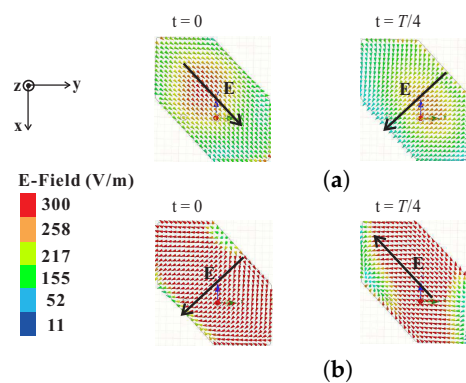 t = 0
t = T/4
z
y
x
E
E
(a)
E-Field (V/m)
300
258
217
155
52
11
t = 0
t = T/4
E
E
(b)